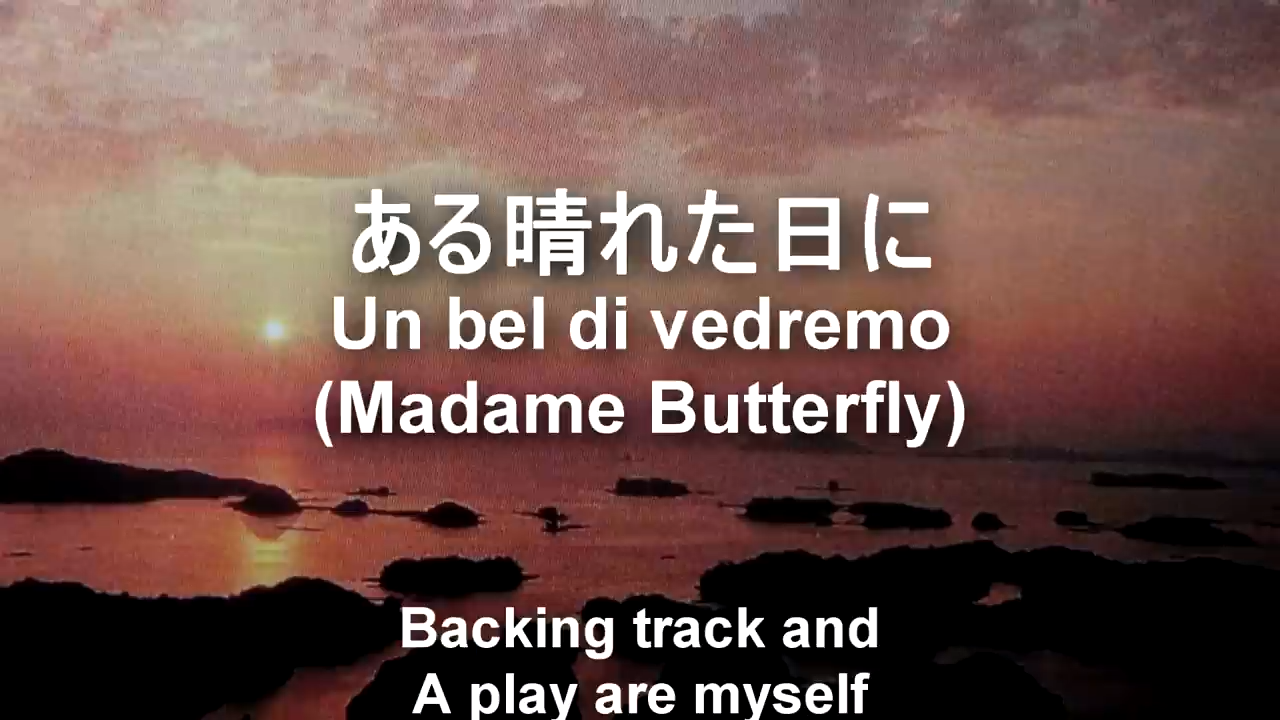 ある晴れた日に
Un bel di vedremo
(Madame Butterfly)
Backing track and
A play are myself